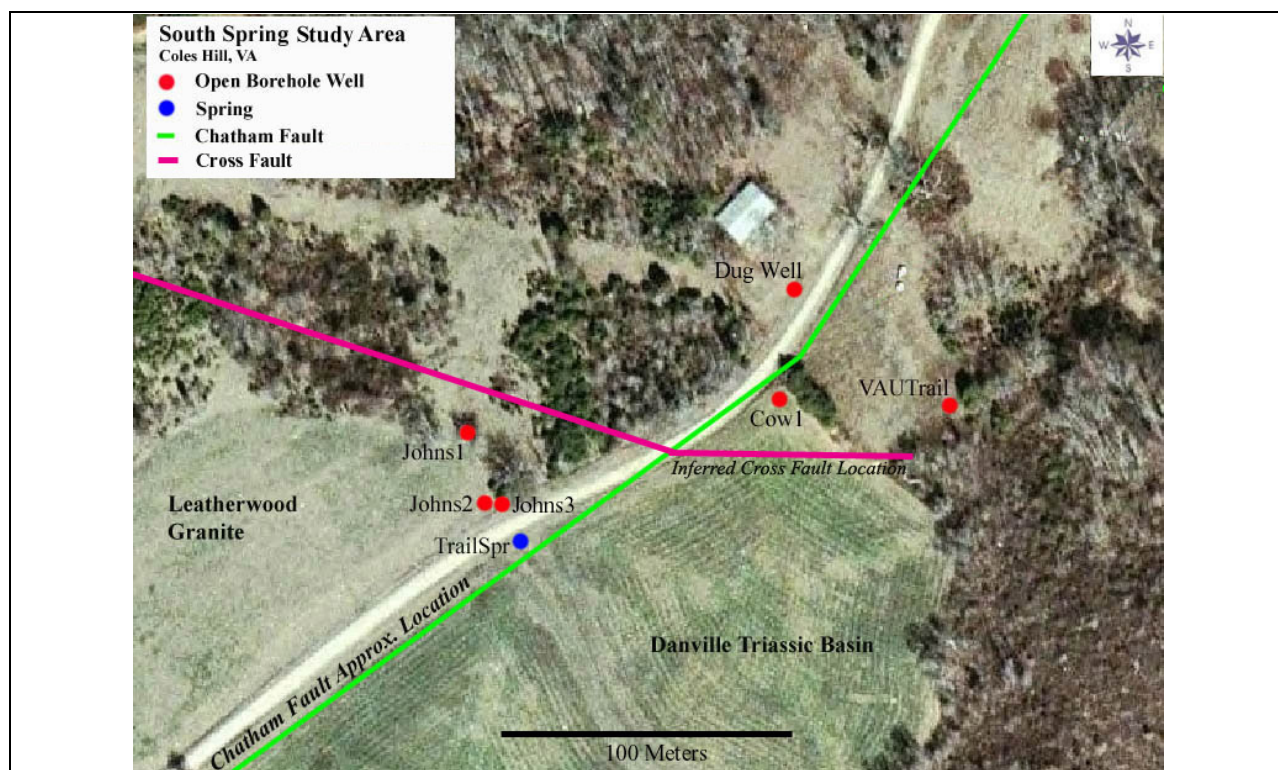 South Spring Study Area
Coles Hill, VA
Open Borehole Well
Spring
Chatham Fault
Cross Fault
N
W E
S
Dug Well
VAUTrail
Cow1
Johns1
Inferred Cross Fault Location
Leatherwood
Granite
Johns2 Johns3
TrailSpr
Chatham Fault Approx. Location
Danville Triassic Basin
100 Meters